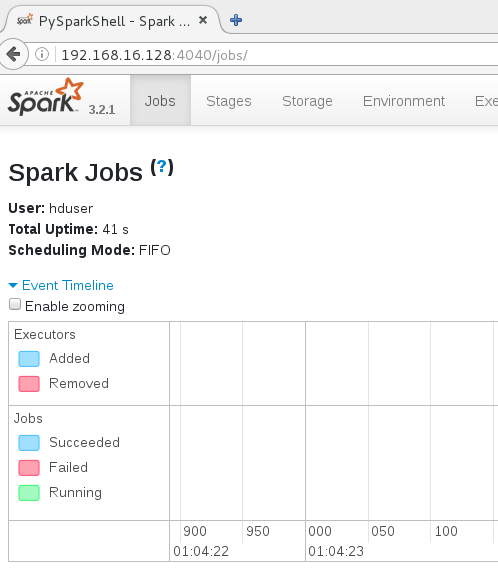 PySparkShell - Spark ...
192.168.16.128:4040/jobs/
APACHE Spark 3.2.1 Jobs Stages Storage Environment Exe
Spark Jobs (?)
User: hduser
Total Uptime: 41 s
Scheduling Mode: FIFO
Event Timeline
Enable zooming
Executors
Added
Removed
Jobs
Succeeded
Failed
Running
900 950 000 050 100
01:04:22 01:04:23